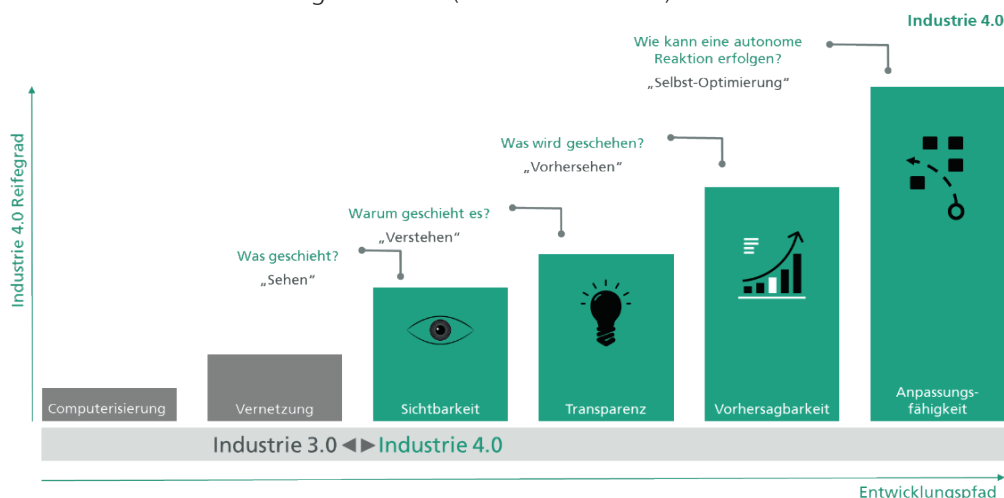 Industrie 4.0
Wie kann eine autonome
Reaktion erfolgen?
„Selbst-Optimierung“
Was wird geschehen?
„Vorhersehen“
Warum geschieht es?
„Verstehen“
Was geschieht?
„Sehen“
Industrie 4.0 Reifegrad
Computerisierung
Vernetzung
Sichtbarkeit
Transparenz
Vorhersagbarkeit
Anpassungs-
fähigkeit
Industrie 3.0 ◄► Industrie 4.0
Entwicklungspfad